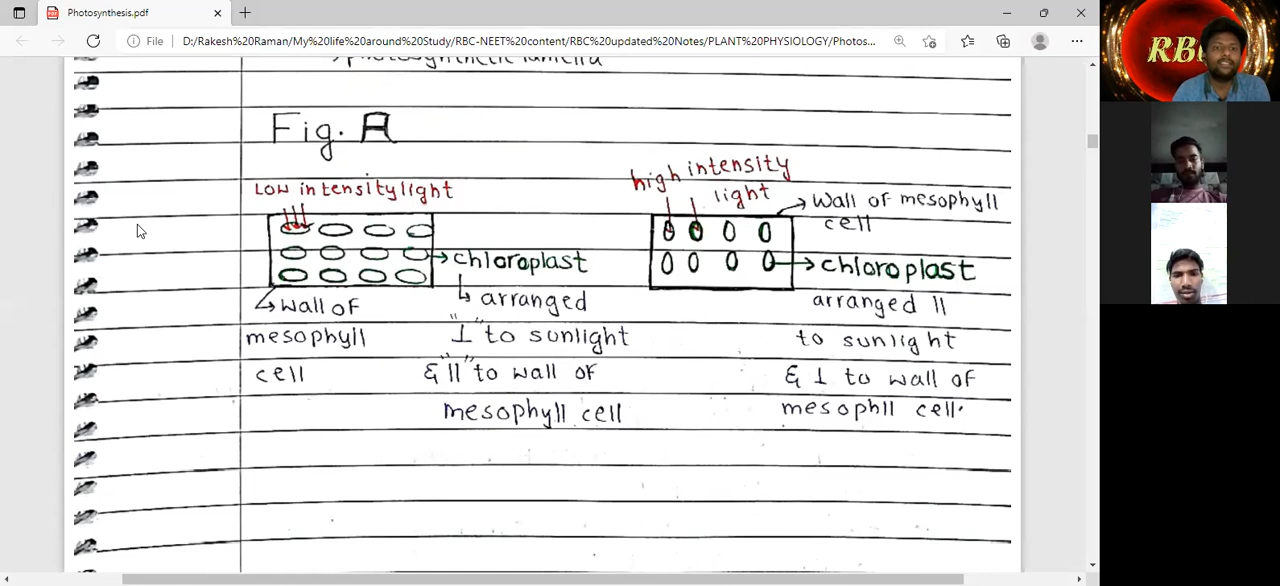 Photosynthesis.pdf
File
D:/Rakesh%20Raman/My%20life%20around%20Study/RBC-NEET%20content/RBC%20updated%20Notes/PLANT%20PHYSIOLOGY/Photos...
photosynthetic lamella
Fig. A
Low intensity light
chloroplast
arranged
"⊥" to sunlight
& "||" to wall of
mesophyll cell
wall of
mesophyll
cell
high intensity
light
Wall of mesophyll
cell
chloroplast
arranged ||
to sunlight
& ⊥ to wall of
mesophll cell.
RBC